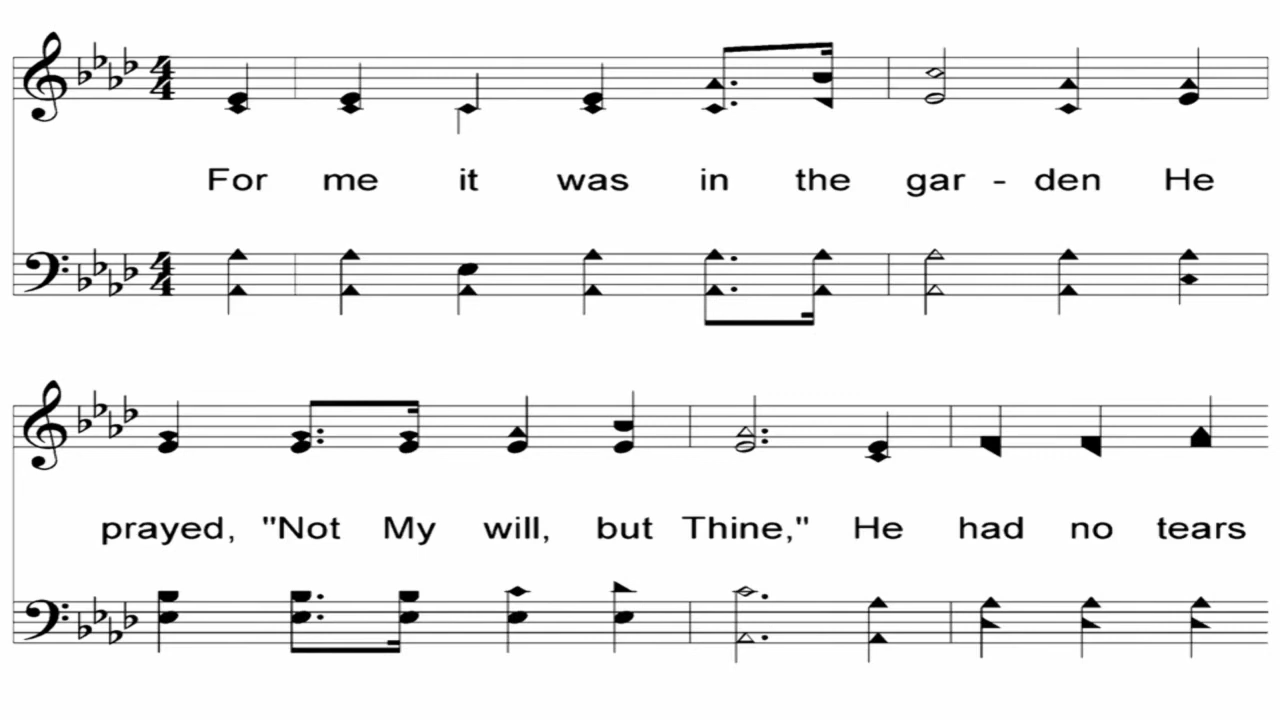 For me it was in the gar - den He
prayed, "Not My will, but Thine," He had no tears